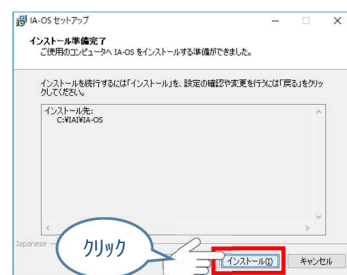 IA-OS セットアップ
インストール準備完了
ご使用のコンピュータへ IA-OS をインストールする準備ができました。
インストールを続行するには「インストール」を、設定の確認や変更を行うには「戻る」をクリッ
クしてください。
インストール先:
C:¥IAI¥IA-OS
Japanese
クリック
インストール(I)
キャンセル